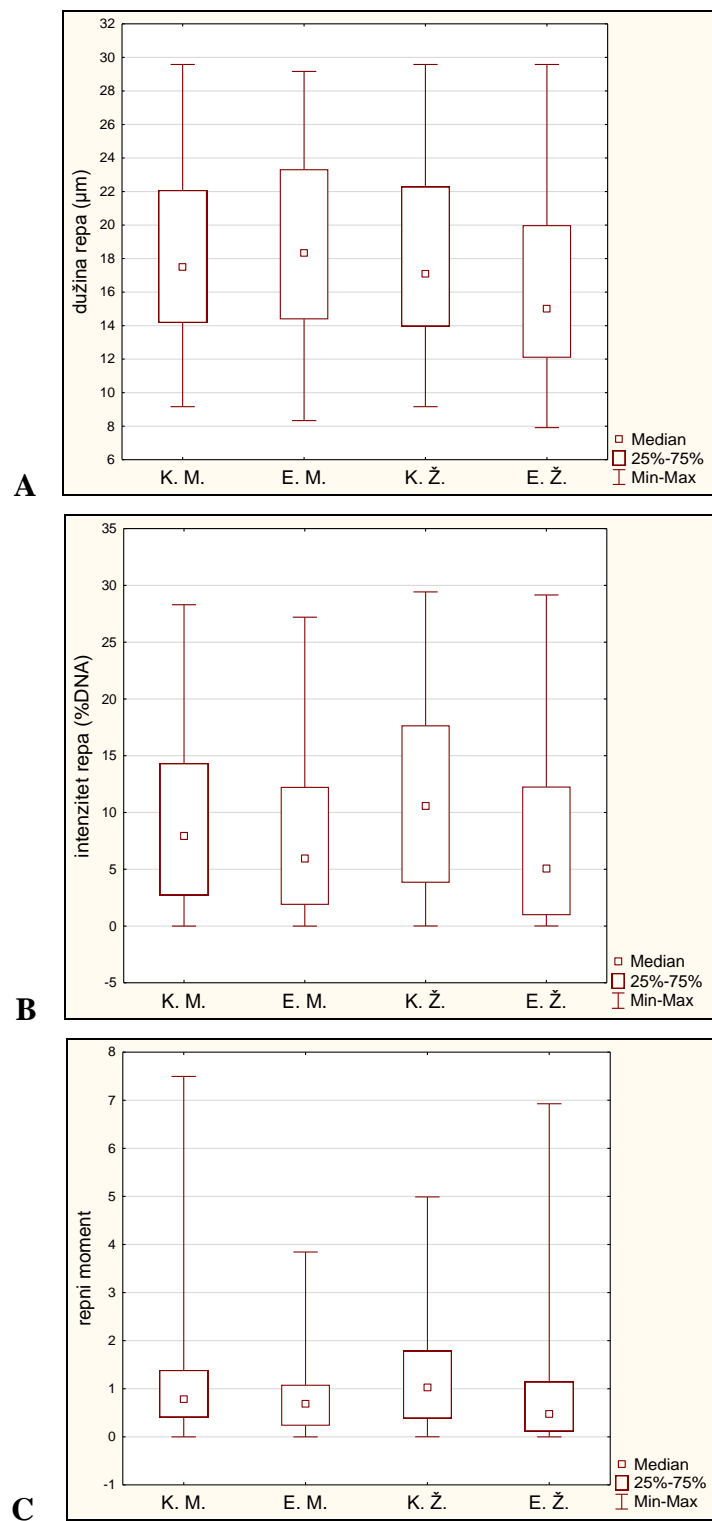 32
30
28
26
24
22
20
18
16
14
12
10
8
6
dužina repa (µm)
K. M. E. M. K. Ž. E. Ž.
Median
25%-75%
Min-Max
A
35
30
25
20
15
10
5
0
-5
intenzitet repa (%DNA)
K. M. E. M. K. Ž. E. Ž.
Median
25%-75%
Min-Max
B
8
7
6
5
4
3
2
1
0
-1
repni moment
K. M. E. M. K. Ž. E. Ž.
Median
25%-75%
Min-Max
C